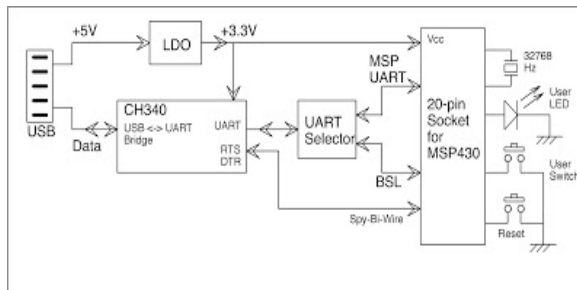 +5V
LDO
+3.3V
USB
Data
CH340
USB <-> UART
Bridge
UART
RTS
DTR
UART
Selector
MSP
UART
BSL
Spy-Bi-Wire
Vcc
20-pin
Socket
for
MSP430
32768
Hz
User
LED
User
Switch
Reset